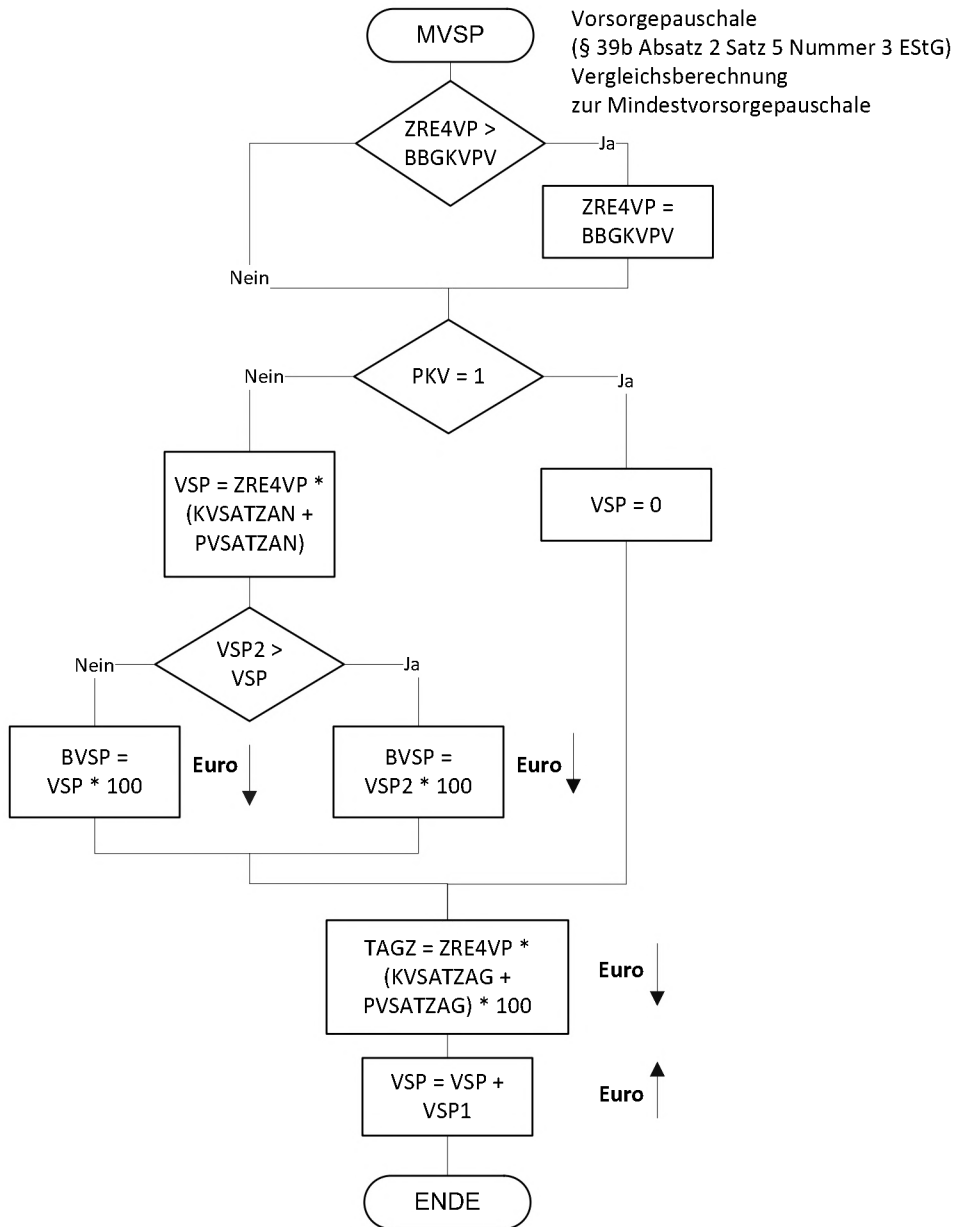 MVSP
Vorsorgepauschale
(§ 39b Absatz 2 Satz 5 Nummer 3 EStG)
Vergleichsberechnung
zur Mindestvorsorgepauschale
ZRE4VP >
BBGKVPV
Ja
ZRE4VP =
BBGKVPV
Nein
Nein
PKV = 1
Ja
VSP = ZRE4VP *
(KVSATZAN +
PVSATZAN)
VSP = 0
Nein
VSP2 >
VSP
Ja
BVSP =
VSP * 100
Euro
BVSP =
VSP2 * 100
Euro
TAGZ = ZRE4VP *
(KVSATZAG +
PVSATZAG) * 100
Euro
VSP = VSP +
VSP1
Euro
ENDE